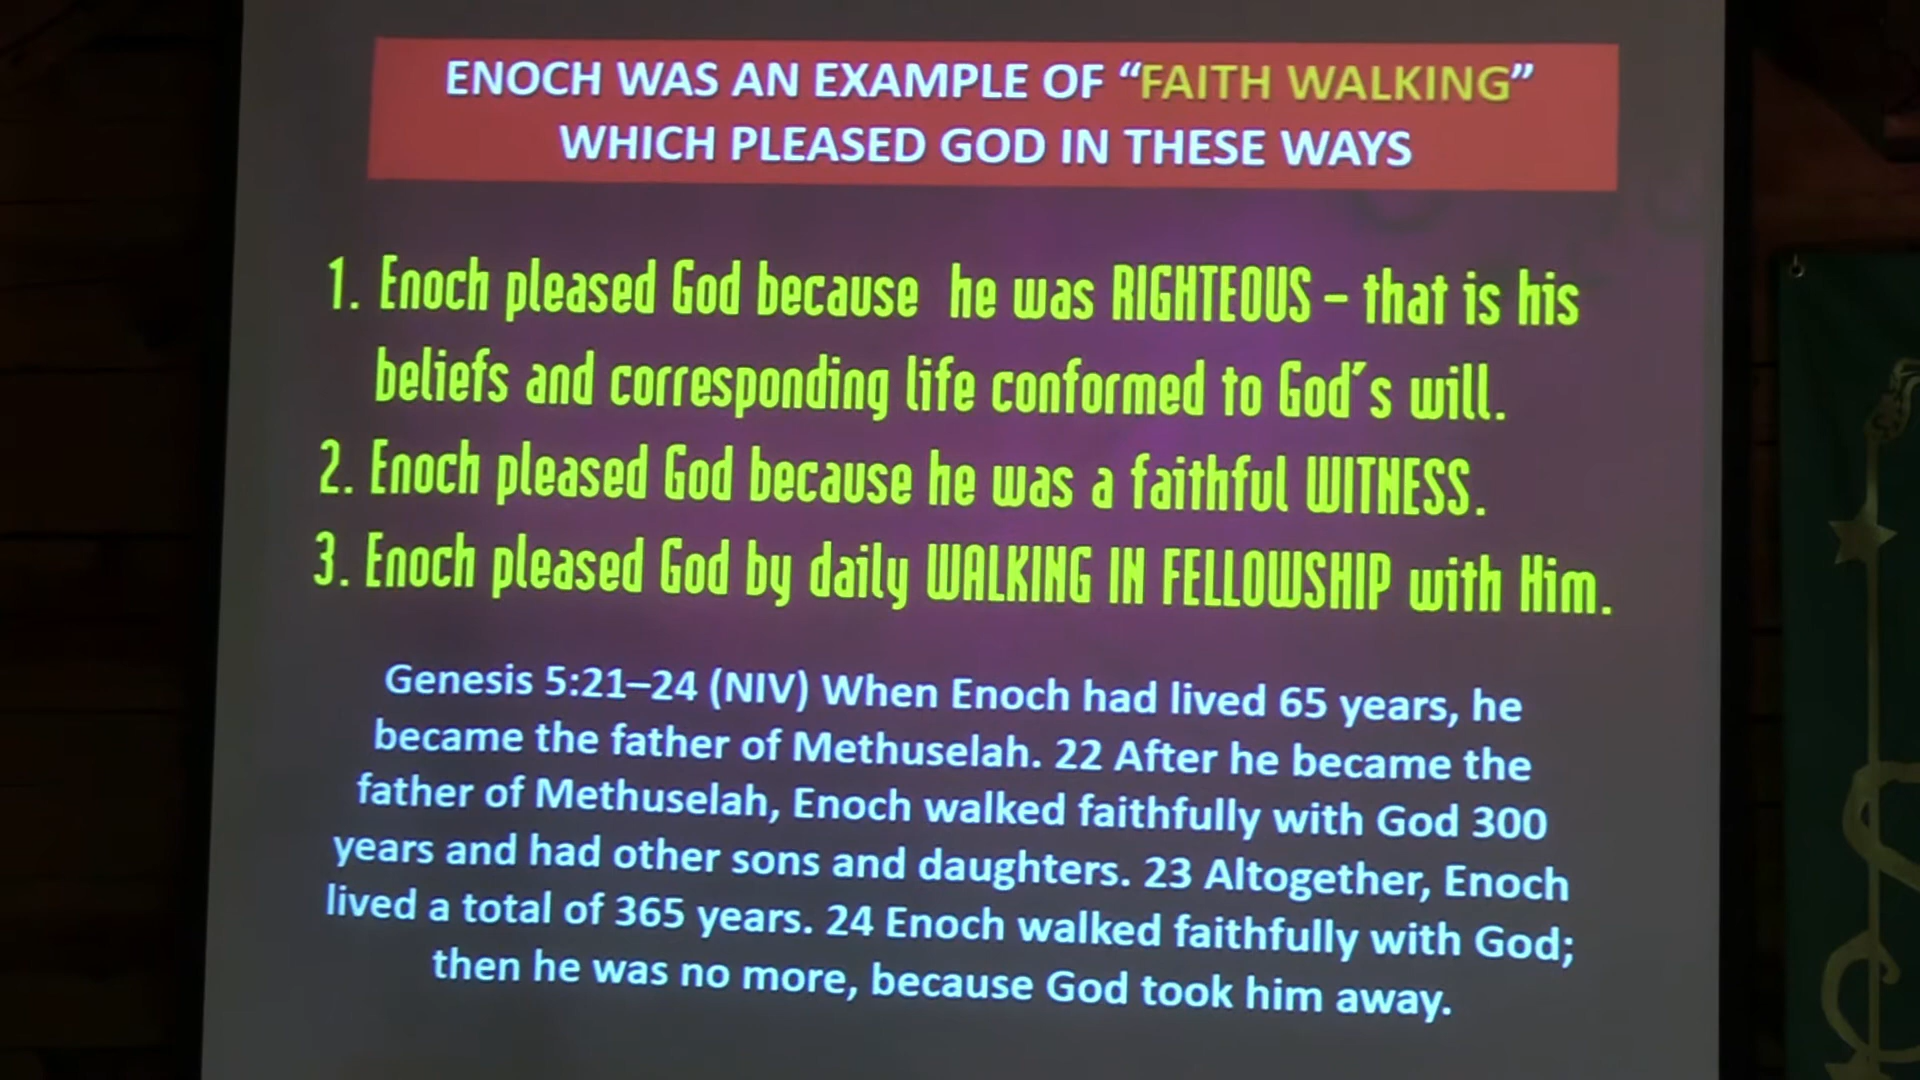 ENOCH WAS AN EXAMPLE OF “FAITH WALKING”
WHICH PLEASED GOD IN THESE WAYS
1. Enoch pleased God because he was RIGHTEOUS – that is his
beliefs and corresponding life conformed to God´s will.
2. Enoch pleased God because he was a faithful WITNESS.
3. Enoch pleased God by daily WALKING IN FELLOWSHIP with Him.
Genesis 5:21–24 (NIV) When Enoch had lived 65 years, he
became the father of Methuselah. 22 After he became the
father of Methuselah, Enoch walked faithfully with God 300
years and had other sons and daughters. 23 Altogether, Enoch
lived a total of 365 years. 24 Enoch walked faithfully with God;
then he was no more, because God took him away.